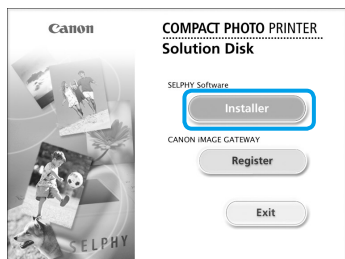 Canon
COMPACT PHOTO PRINTER
Solution Disk
SELPHY Software
Installer
CANON iMAGE GATEWAY
Register
Exit
SELPHY